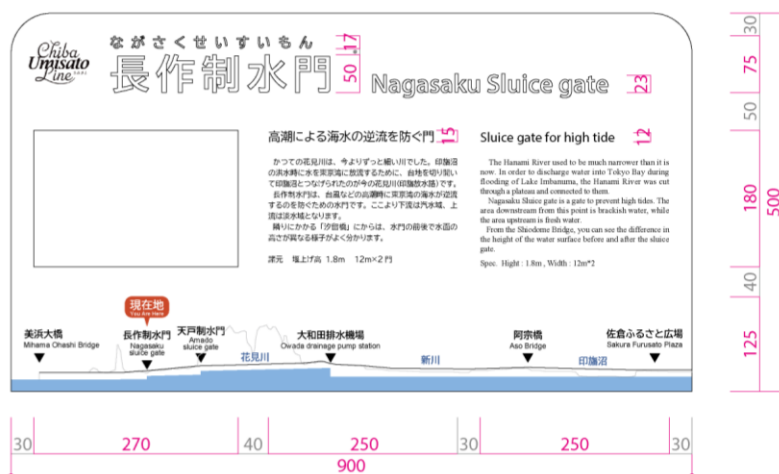 Chiba
Umisato
Line
ながさくせいすいもん
長作制水門
Nagasaku Sluice gate
17
50
23
高潮による海水の逆流を防ぐ門
15
かつての花見川は、今よりずっと細い川でした。印旛沼
の洪水時に水を東京湾に放流するために、台地を切り開い
て印旛沼とつなげられたのが今の花見川(印旛放水路)です。
長作制水門は、台風などの高潮時に東京湾の海水が逆流
するのを防ぐための水門です。ここより下流は汽水域、上
流は淡水域となります。
隣りにかかる「汐留橋」にからは、水門の前後で水面の
高さが異なる様子がよく分かります。
諸元 堰上げ高 1.8m 12m×2門
Sluice gate for high tide
12
The Hanami River used to be much narrower than it is
now. In order to discharge water into Tokyo Bay during
flooding of Lake Imbanuma, the Hanami River was cut
through a plateau and connected to them.
Nagasaku Sluice gate is a gate to prevent high tides. The
area downstream from this point is brackish water, while
the area upstream is fresh water.
From the Shiodome Bridge, you can see the difference in
the height of the water surface before and after the sluice
gate.
Spec. Hight : 1.8m , Width : 12m*2
現在地
You Are Here
美浜大橋
Mihama Ohashi Bridge
長作制水門
Nagasaku
sluice gate
天戸制水門
Amado
sluice gate
花見川
大和田排水機場
Owada drainage pump station
新川
阿宗橋
Aso Bridge
印旛沼
佐倉ふるさと広場
Sakura Furusato Plaza
30
75
50
180
40
125
500
30
270
40
250
30
250
30
900